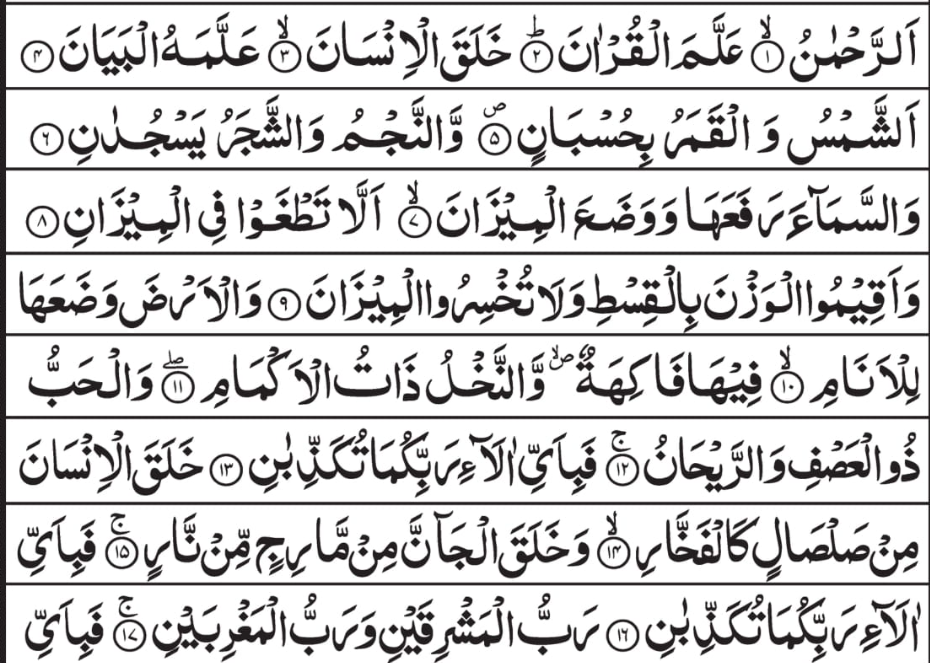 اَلرَّحْمٰنُ ۙ﴿۱﴾ عَلَّمَ الْقُرْاٰنَ ؕ﴿۲﴾ خَلَقَ الْاِنْسَانَ ۙ﴿۳﴾ عَلَّمَهُ الْبَیَانَ ﴿۴﴾
اَلشَّمْسُ وَ الْقَمَرُ بِحُسْبَانٍ ۪﴿۵﴾ وَّالنَّجْمُ وَالشَّجَرُ یَسْجُدٰنِ ﴿۶﴾
وَالسَّمَآءَ رَفَعَهَا وَوَضَعَ الْمِیْزَانَ ۙ﴿۷﴾ اَلَّا تَطْغَوْا فِی الْمِیْزَانِ ﴿۸﴾
وَاَقِیْمُوا الْوَزْنَ بِالْقِسْطِ وَلَا تُخْسِرُوا الْمِیْزَانَ ﴿۹﴾ وَالْاَرْضَ وَضَعَهَا
لِلْاَنَامِ ۙ﴿۱۰﴾ فِیْهَا فَاكِهَةٌ ۪ۙ وَّالنَّخْلُ ذَاتُ الْاَكْمَامِ ۖ﴿۱۱﴾ وَالْحَبُّ
ذُو الْعَصْفِ وَالرَّیْحَانُ ۚ﴿۱۲﴾ فَبِاَیِّ اٰلَآءِ رَبِّكُمَا تُكَذِّبٰنِ ﴿۱۳﴾ خَلَقَ الْاِنْسَانَ
مِنْ صَلْصَالٍ كَالْفَخَّارِ ۙ﴿۱۴﴾ وَخَلَقَ الْجَآنَّ مِنْ مَّارِجٍ مِّنْ نَّارٍ ۚ﴿۱۵﴾ فَبِاَیِّ
اٰلَآءِ رَبِّكُمَا تُكَذِّبٰنِ ﴿۱۶﴾ رَبُّ الْمَشْرِقَیْنِ وَرَبُّ الْمَغْرِبَیْنِ ۚ﴿۱۷﴾ فَبِاَیِّ